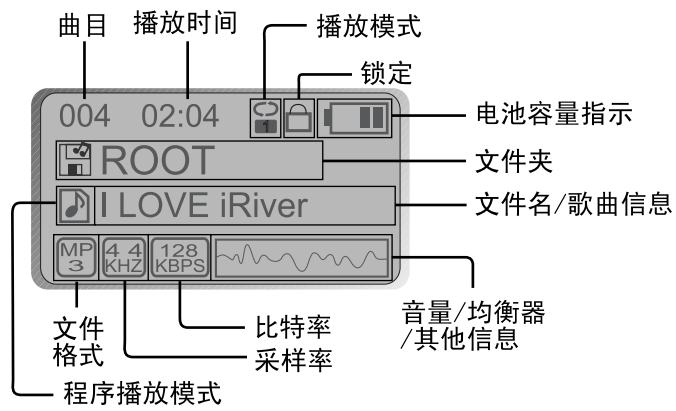 曲目 播放时间 播放模式
锁定
004 02:04 1
电池容量指示
ROOT
文件夹
I LOVE iRiver
文件名/歌曲信息
MP
3
4 4
KHZ
128
KBPS
音量/均衡器
/其他信息
文件
格式
比特率
采样率
程序播放模式